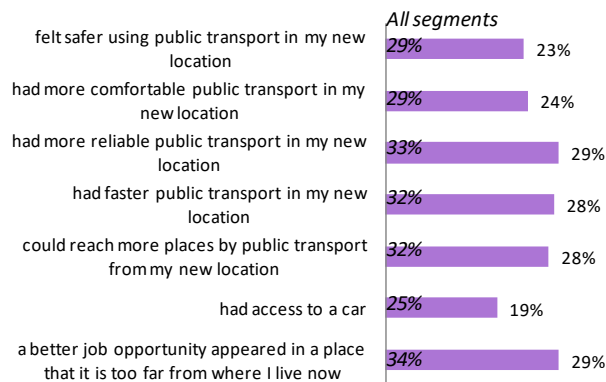 All segments
felt safer using public transport in my new
location
29%
23%
had more comfortable public transport in my
new location
29%
24%
had more reliable public transport in my new
location
33%
29%
had faster public transport in my new
location
32%
28%
could reach more places by public transport
from my new location
32%
28%
had access to a car
25%
19%
a better job opportunity appeared in a place
that it is too far from where I live now
34%
29%